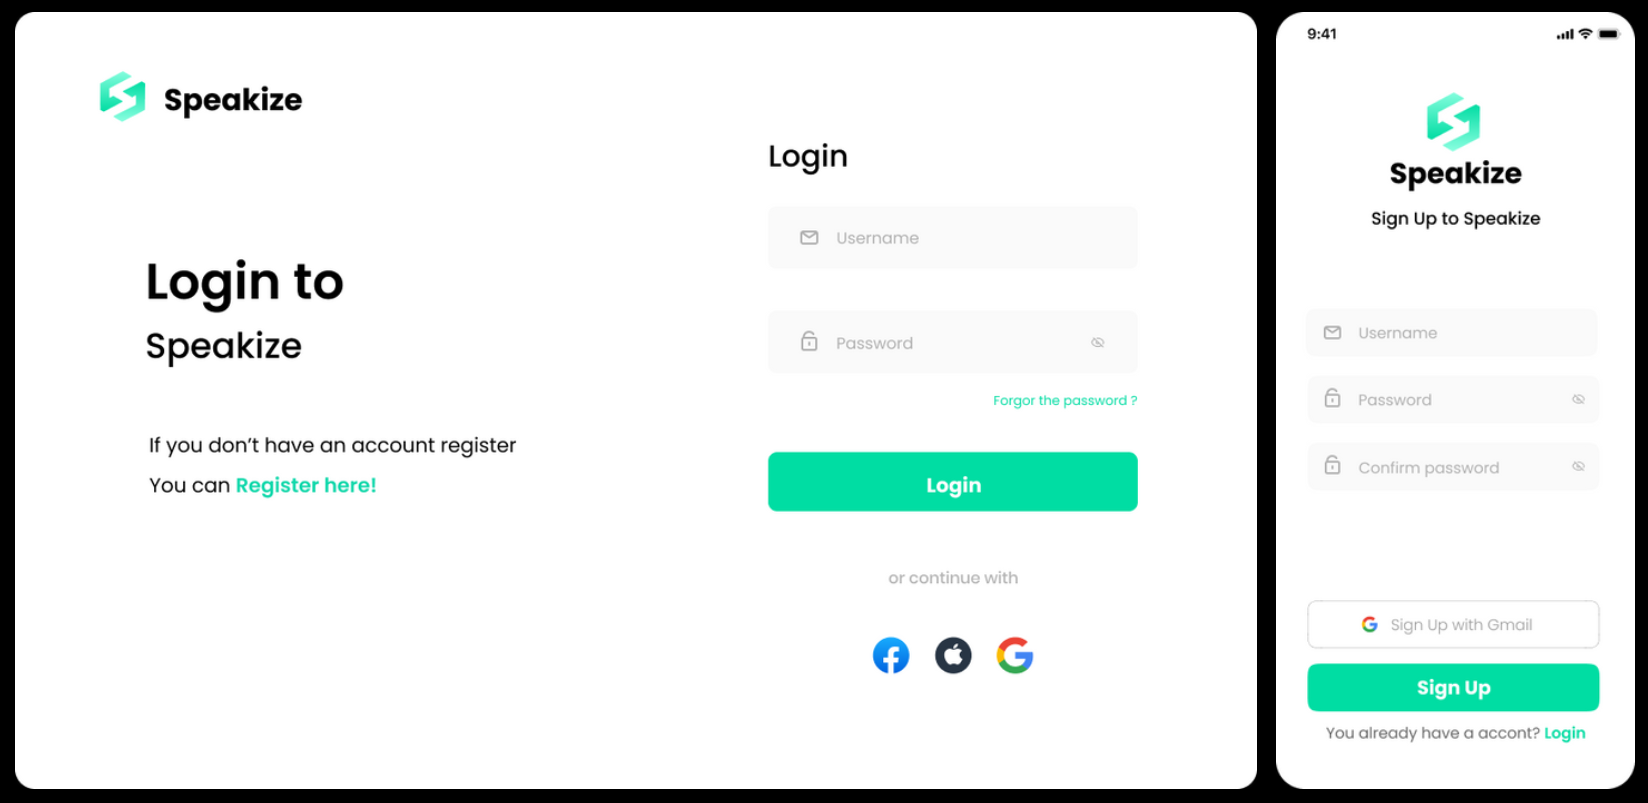 Speakize
Login to
Speakize
If you don't have an account register
You can Register here!
Login
Username
Password
Forgor the password ?
Login
or continue with
9:41
Speakize
Sign Up to Speakize
Username
Password
Confirm password
Sign Up with Gmail
Sign Up
You already have a accont? Login